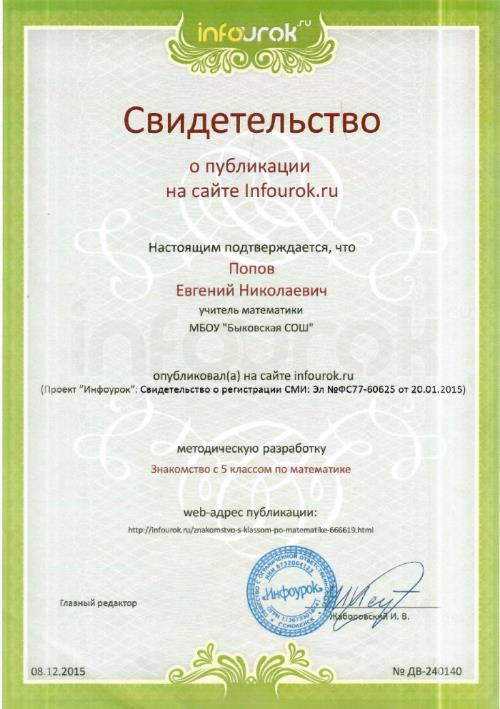 infourok.ru
Свидетельство
о публикации
на сайте Infourok.ru
Настоящим подтверждается, что
Попов
Евгений Николаевич
учитель математики
МБОУ "Быковская СОШ"
опубликовал(а) на сайте infourok.ru
(Проект "Инфоурок": Свидетельство о регистрации СМИ: Эл №ФС77-60625 от 20.01.2015)
методическую разработку
Знакомство с 5 классом по математике
web-адрес публикации:
http://infourok.ru/znakomstvo-s-klassom-po-matematike-666619.html
«Инфоурок»
Г.СМОЛЕНСК
Главный редактор
Жаборовский И. В.
08.12.2015
№ ДВ-240140